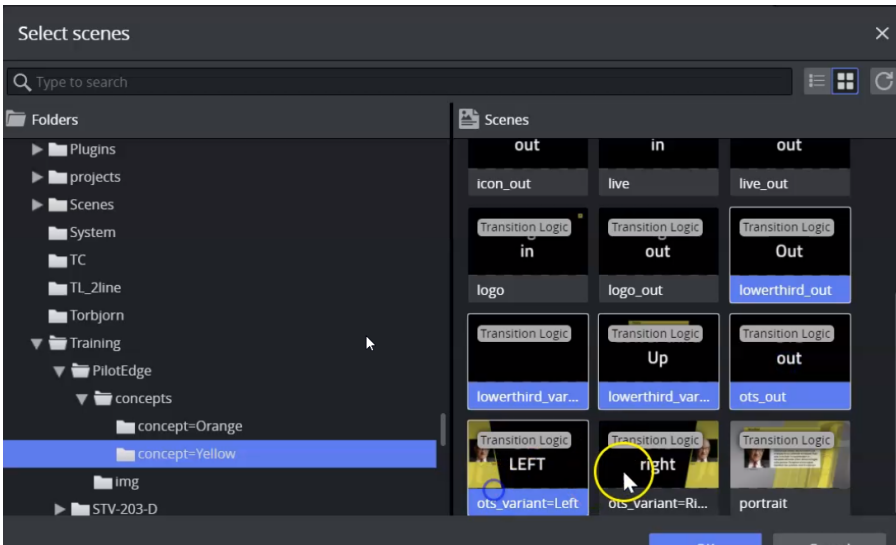 Select scenes
Type to search
Folders
Scenes
Plugins
projects
Scenes
System
TC
TL_2line
Torbjorn
Training
PilotEdge
concepts
concept=Orange
concept=Yellow
img
STV-203-D
out
in
out
icon_out
live
live_out
Transition Logic
Transition Logic
Transition Logic
in
out
Out
logo
logo_out
lowerthird_out
Transition Logic
Transition Logic
Transition Logic
Up
out
lowerthird_var...
lowerthird_var...
ots_out
Transition Logic
Transition Logic
Transition Logic
LEFT
right
ots_variant=Left
ots_variant=Ri...
portrait